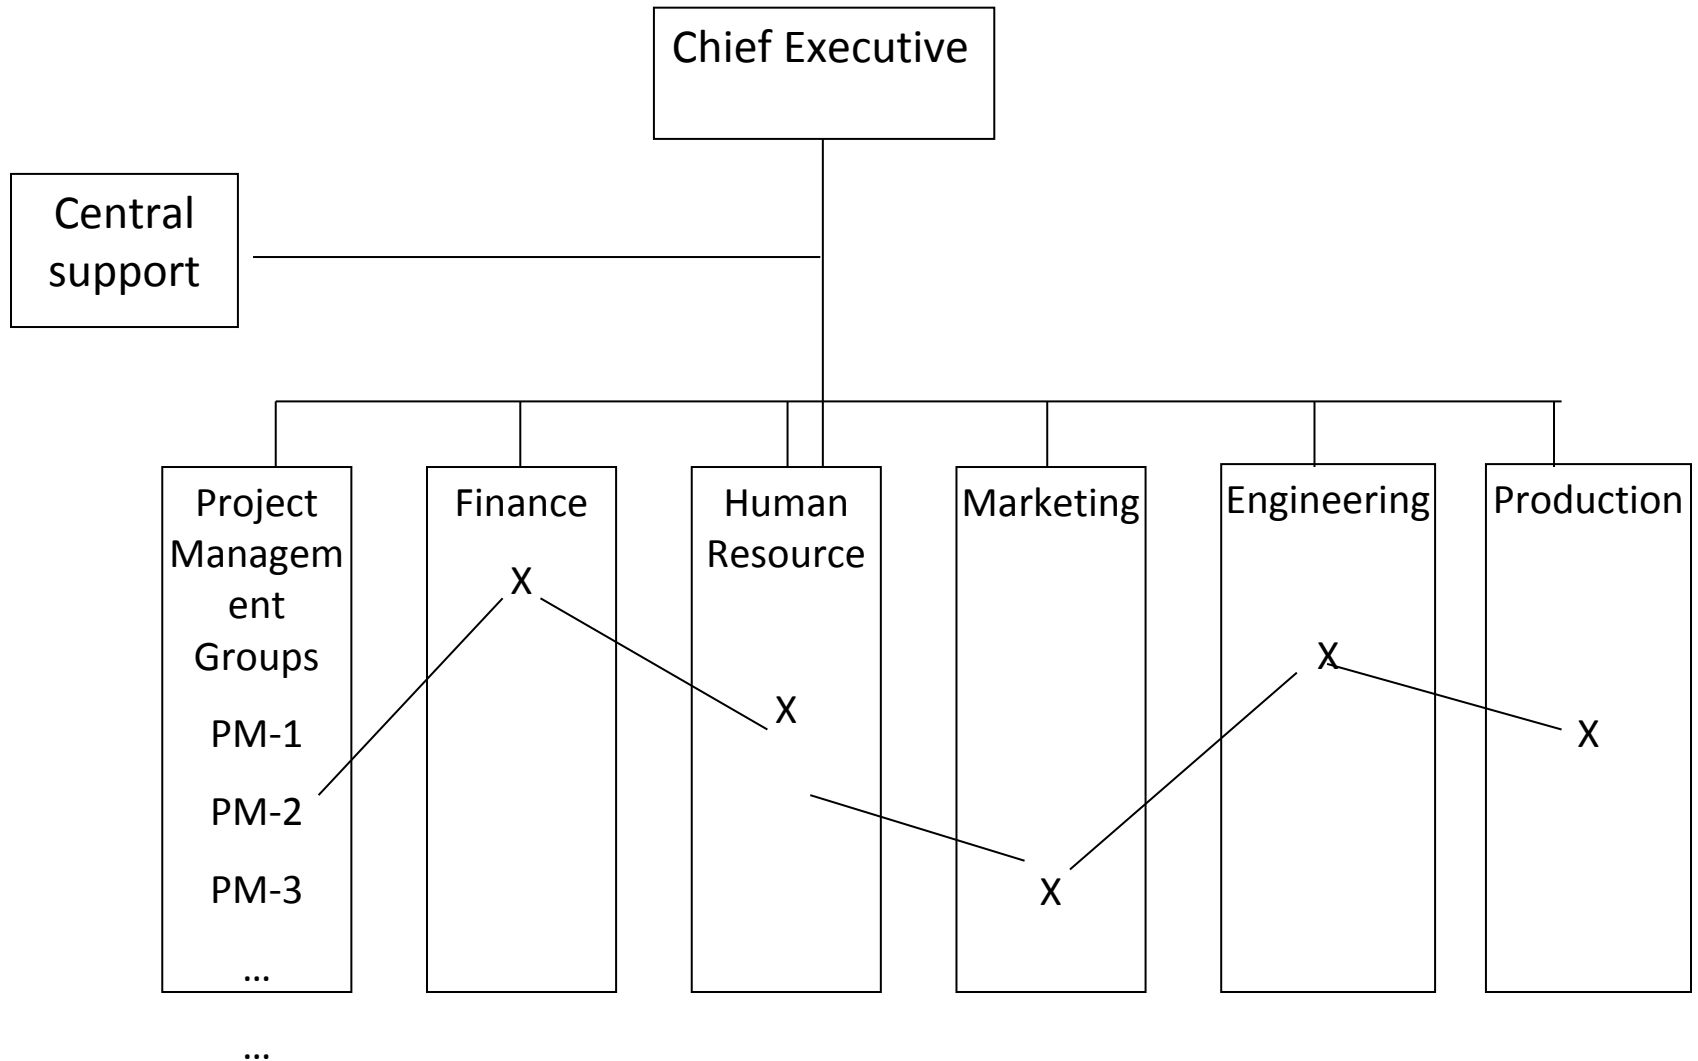 Chief Executive
Central
support
Project
Managem
ent
Groups
PM-1
PM-2
PM-3
...
...
Finance
X
Human
Resource
X
Marketing
X
Engineering
X
Production
X